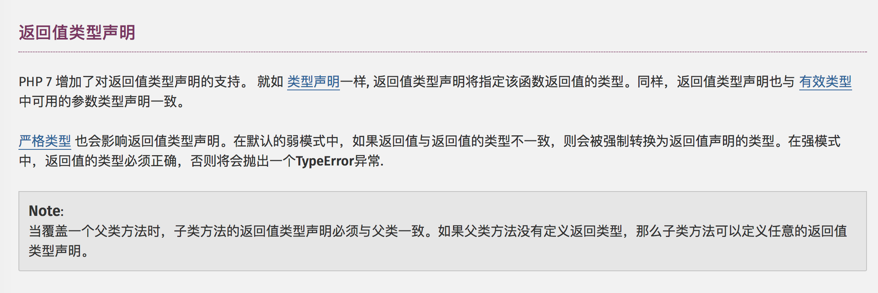 返回值类型声明
PHP 7 增加了对返回值类型声明的支持。 就如 类型声明一样, 返回值类型声明将指定该函数返回值的类型。同样，返回值类型声明也与 有效类型
中可用的参数类型声明一致。
严格类型 也会影响返回值类型声明。在默认的弱模式中，如果返回值与返回值的类型不一致，则会被强制转换为返回值声明的类型。在强模式
中，返回值的类型必须正确，否则将会抛出一个TypeError异常.
Note:
当覆盖一个父类方法时，子类方法的返回值类型声明必须与父类一致。如果父类方法没有定义返回类型，那么子类方法可以定义任意的返回值
类型声明。